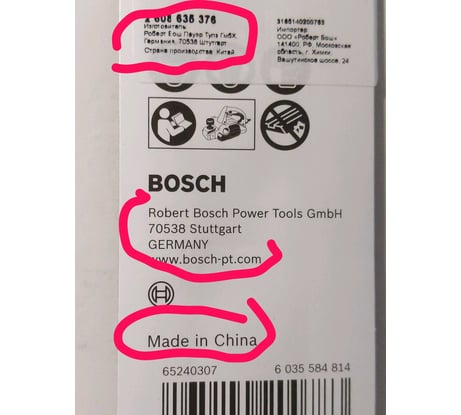 2 608 635 376
Изготовитель
Роберт Бош Пауэр Тулз ГмбХ,
Германия, 70538 Штутгарт
Страна производства: Китай
3165140200783
Импортер
ООО «Роберт Бош»
141400, РФ, Московская
область, г. Химки,
Вашутинское шоссе, 24
BOSCH
Robert Bosch Power Tools GmbH
70538 Stuttgart
GERMANY
www.bosch-pt.com
Made in China
65240307
6 035 584 814